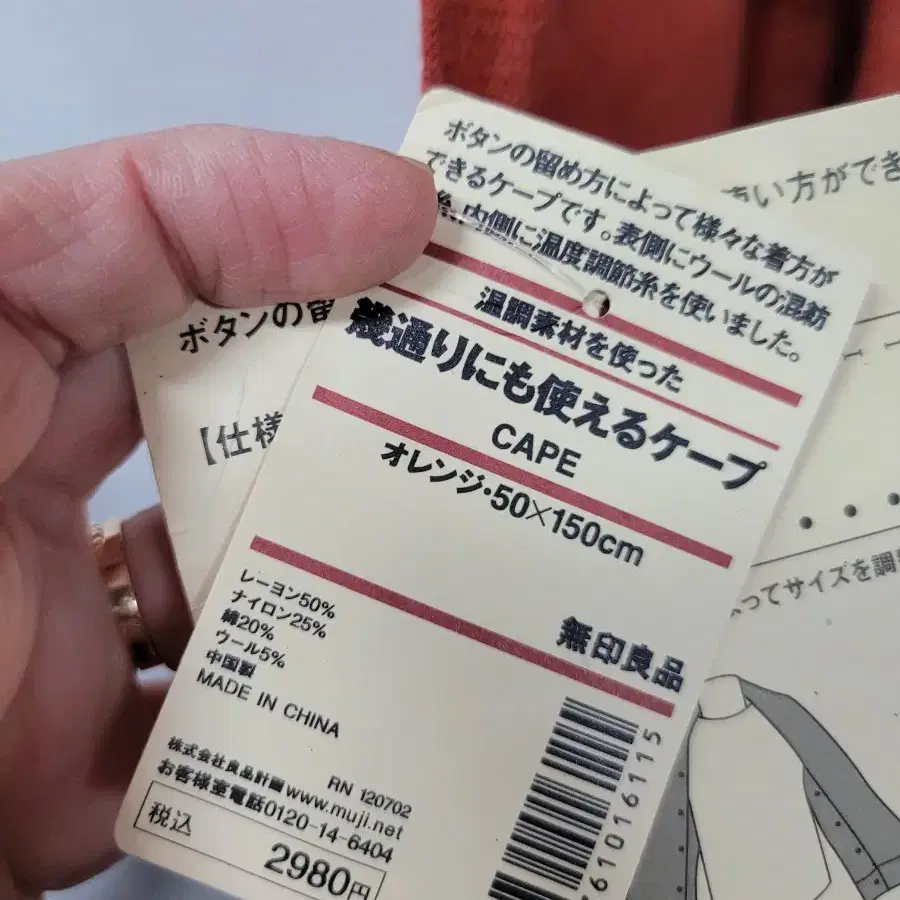 ボタンの留め方によって様々な着方が
できるケープです。表側にウールの混紡
糸、内側に温度調節糸を使いました。
温調素材を使った
幾通りにも使えるケープ
CAPE
オレンジ・50×150cm
無印良品
レーヨン50%
ナイロン25%
綿20%
ウール5%
中国製
MADE IN CHINA
株式会社良品計画 RN 120702
www.muji.net
お客様室電話0120-14-6404
税込
2980円
761016115
使い方ができ
ボタンの留
【仕様
よってサイズを調